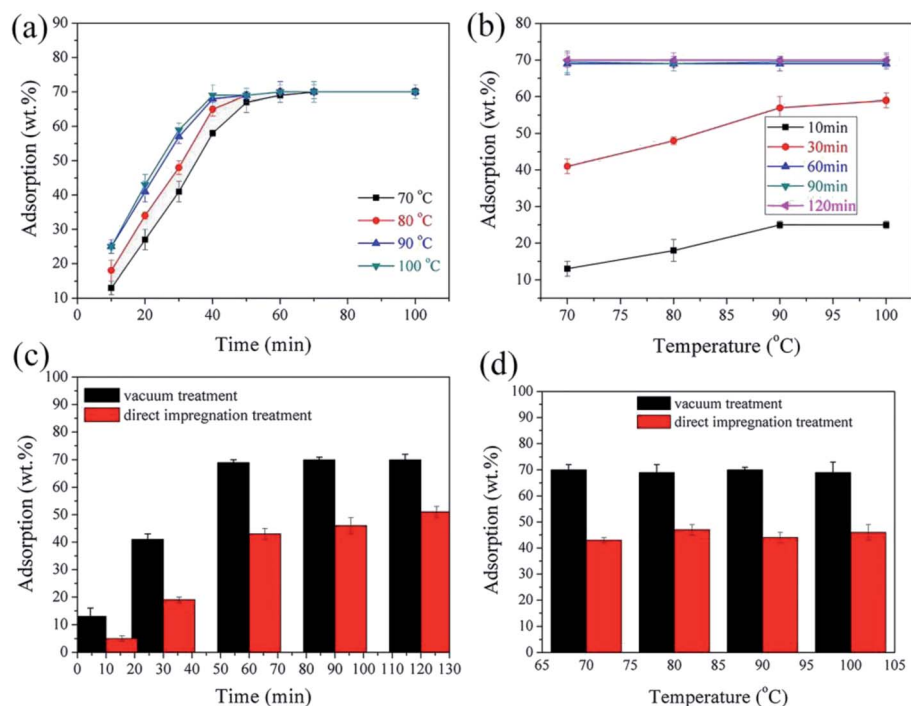 (a)
90
80
70
60
50
40
30
20
10
Adsorption (wt.%)
70 °C
80 °C
90 °C
100 °C
0 20 40 60 80 100
Time (min)
(b)
80
70
60
50
40
30
20
10
Adsorption (wt.%)
10min
30min
60min
90min
120min
70 75 80 85 90 95 100
Temperature (°C)
(c)
100
90
80
70
60
50
40
30
20
10
0
Adsorption (wt.%)
vacuum treatment
direct impregnation treatment
0 10 20 30 40 50 60 70 80 90 100 110 120 130
Time (min)
(d)
100
90
80
70
60
50
40
30
20
10
0
Adsorption (wt.%)
vacuum treatment
direct impregnation treatment
65 70 75 80 85 90 95 100 105
Temperature (°C)